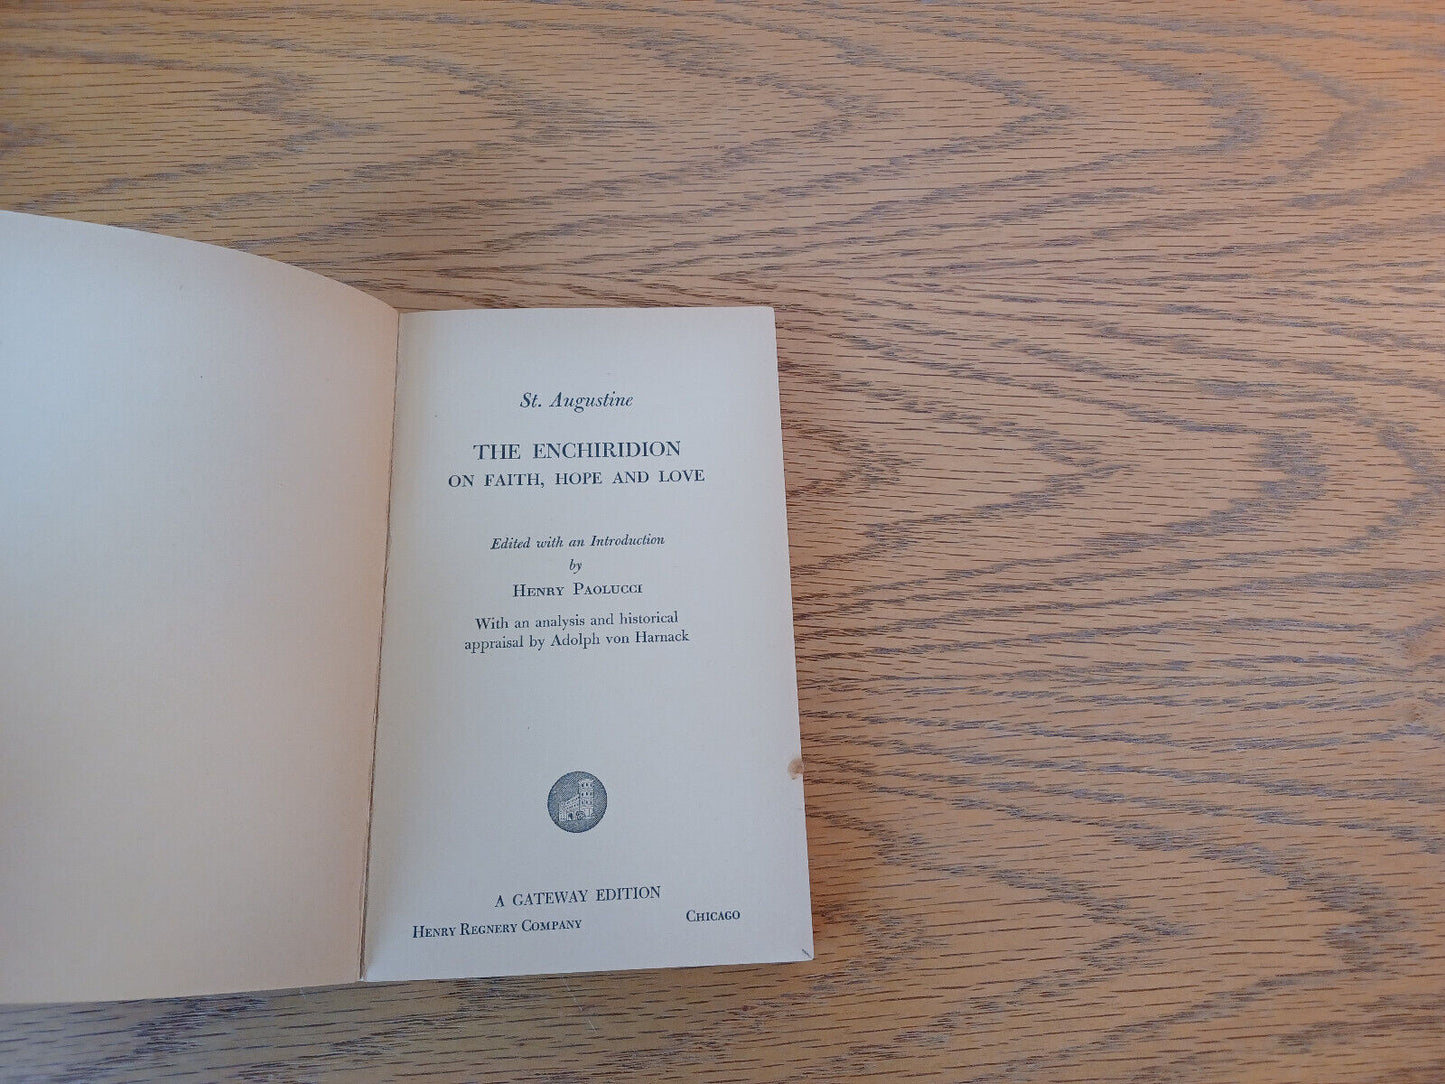 St. Augustine
THE ENCHIRIDION
ON FAITH, HOPE AND LOVE
Edited with an Introduction
by
HENRY PAOLUCCI
With an analysis and historical
appraisal by Adolph von Harnack
A GATEWAY EDITION
HENRY REGNERY COMPANY CHICAGO